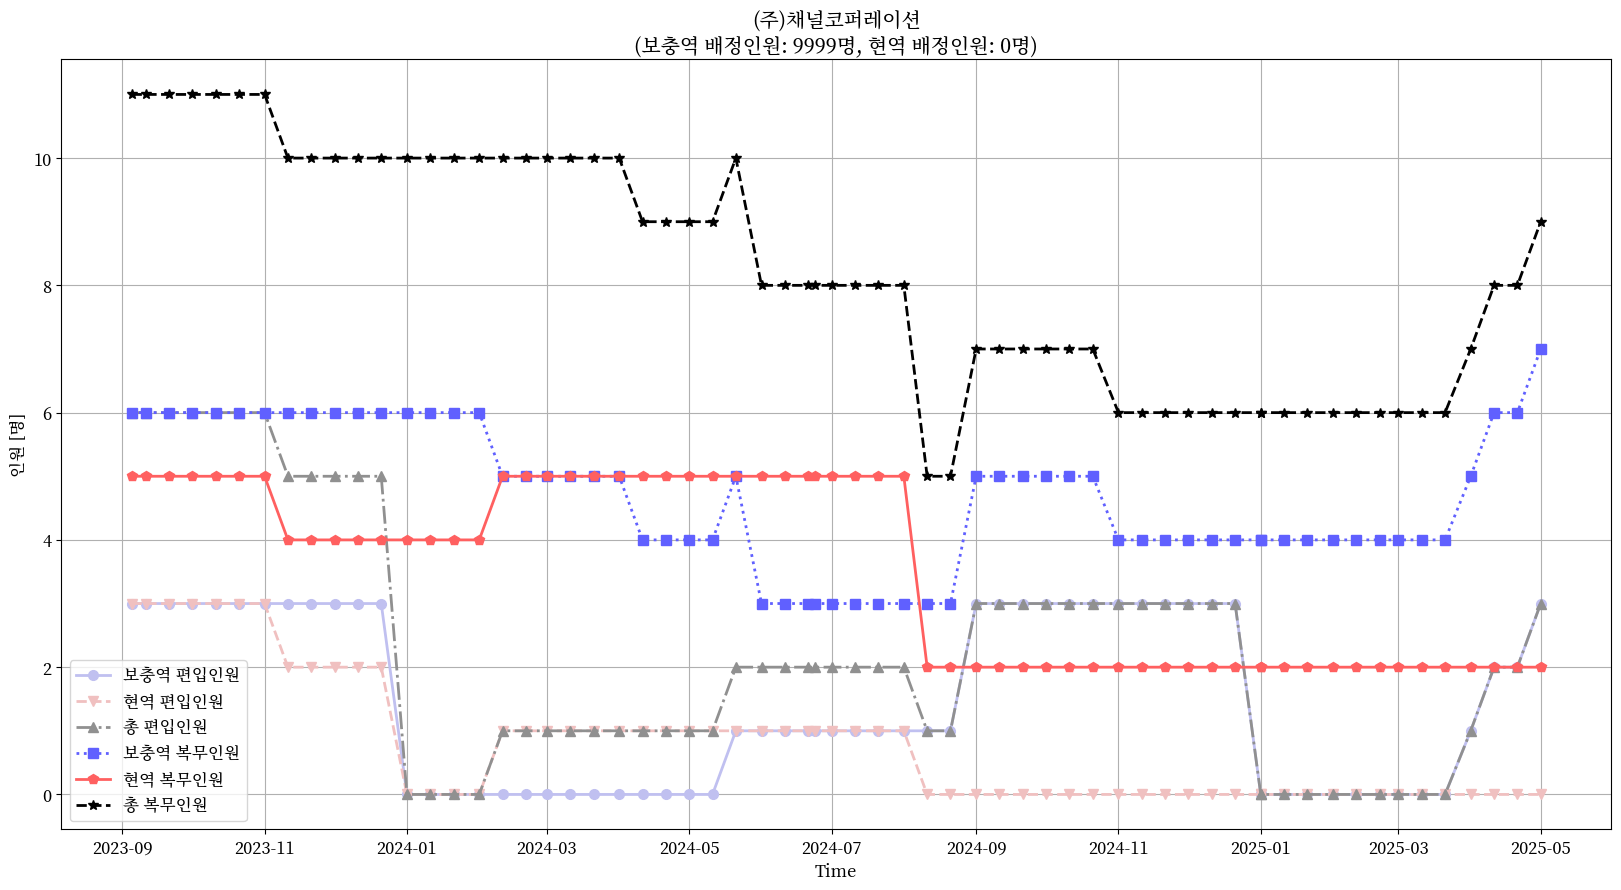 (주)채널코퍼레이션
(보충역 배정인원: 9999명, 현역 배정인원: 0명)
인원 [명]
10
8
6
4
2
0
보충역 편입인원
현역 편입인원
총 편입인원
보충역 복무인원
현역 복무인원
총 복무인원
2023-09
2023-11
2024-01
2024-03
2024-05
2024-07
2024-09
2024-11
2025-01
2025-03
2025-05
Time